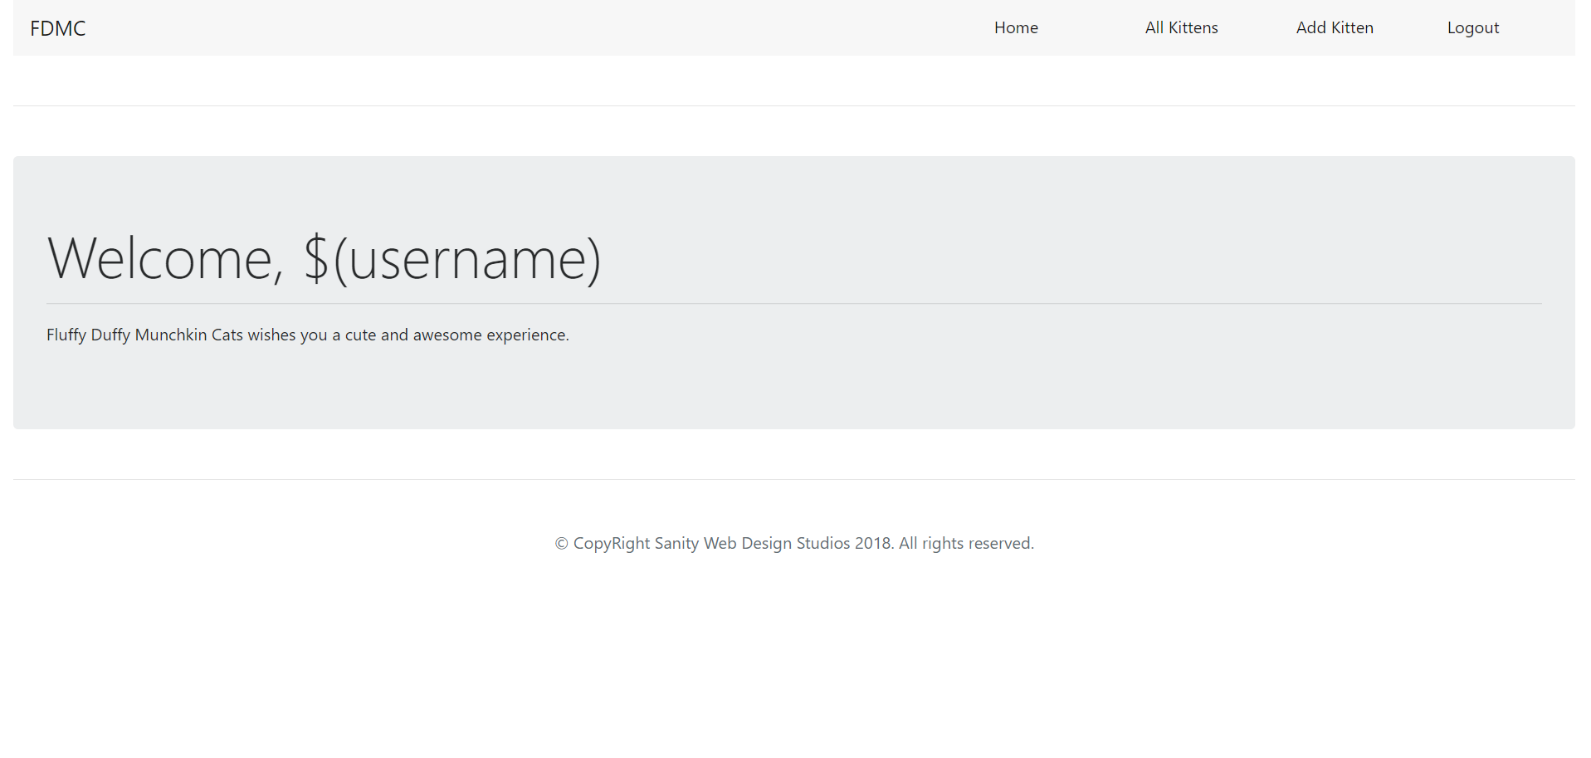 FDMC Home All Kittens Add Kitten Logout
Welcome, $(username)
Fluffy Duffy Munchkin Cats wishes you a cute and awesome experience.
© CopyRight Sanity Web Design Studios 2018. All rights reserved.